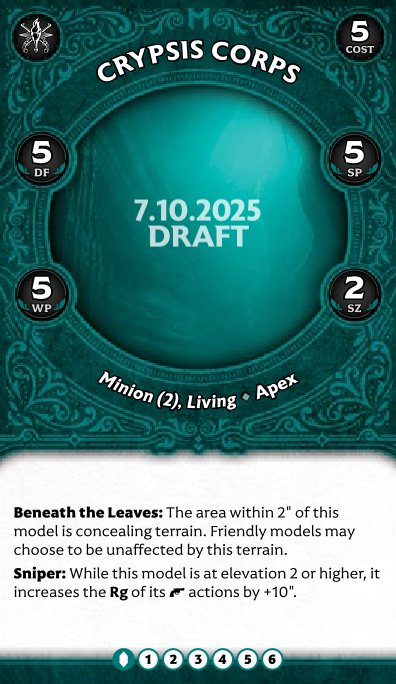 5
COST
CRYPSIS CORPS
5
DF
5
SP
7.10.2025
DRAFT
5
WP
2
SZ
Minion (2), Living ⬥ Apex
Beneath the Leaves: The area within 2" of this
model is concealing terrain. Friendly models may
choose to be unaffected by this terrain.
Sniper: While this model is at elevation 2 or higher, it
increases the Rg of its actions by +10".
1 2 3 4 5 6